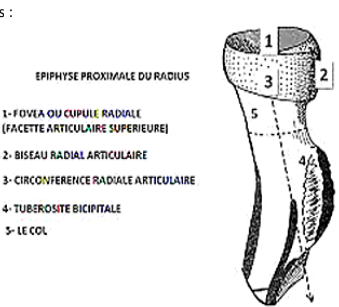 s :
EPIPHYSE PROXIMALE DU RADIUS
1- FOVEA OU CUPULE RADIALE
(FACETTE ARTICULAIRE SUPERIEURE)
2- BISEAU RADIAL ARTICULAIRE
3- CIRCONFERENCE RADIALE ARTICULAIRE
4- TUBEROSITE BICIPITALE
5- LE COL
1
2
3
5
4